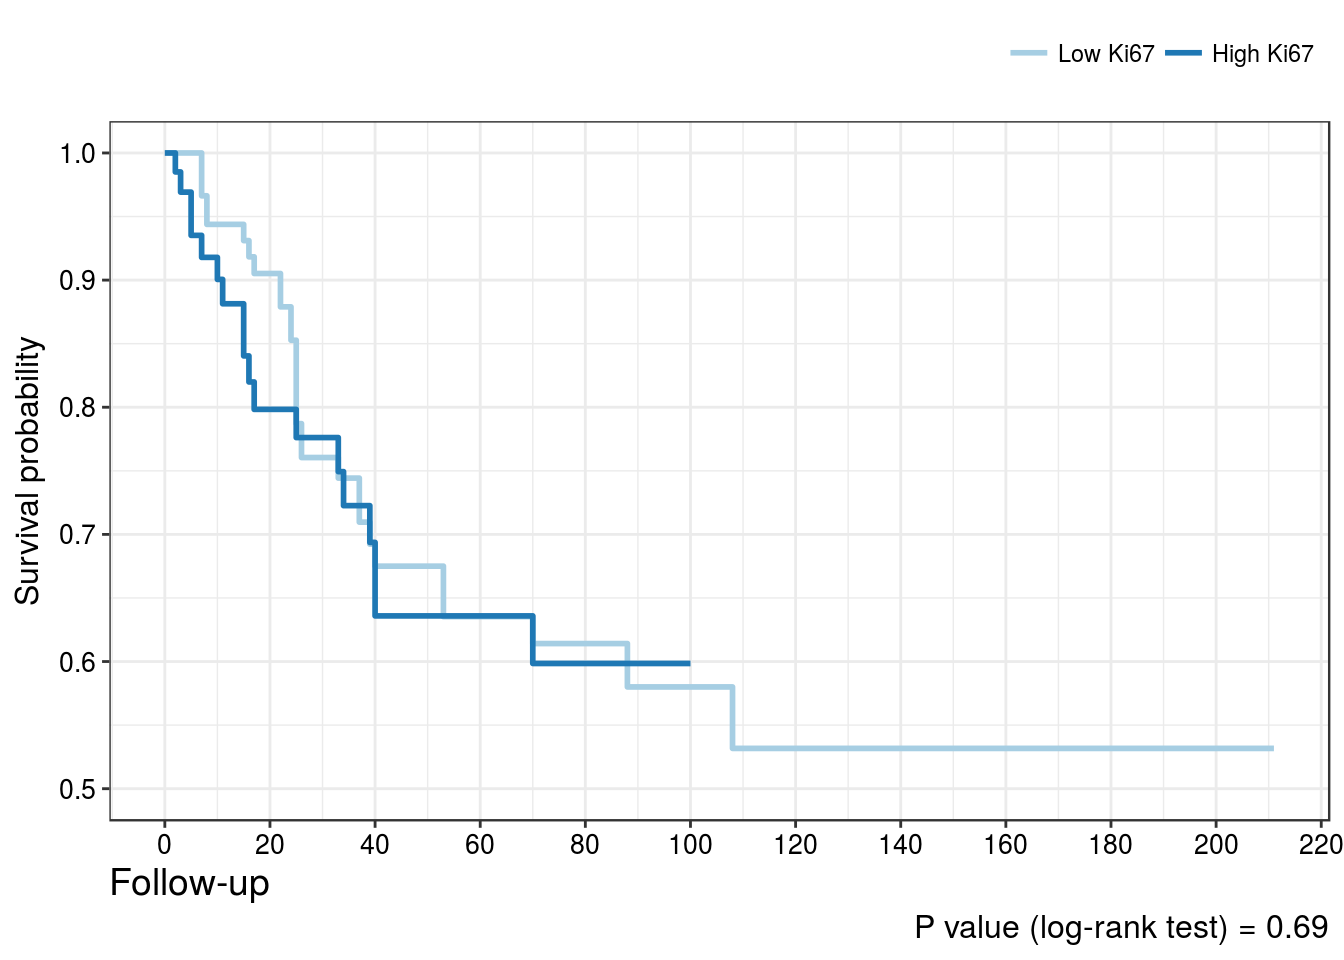 Low Ki67 High Ki67
1.0
0.9
0.8
0.7
0.6
0.5
Survival probability
0 20 40 60 80 100 120 140 160 180 200 220
Follow-up
P value (log-rank test) = 0.69